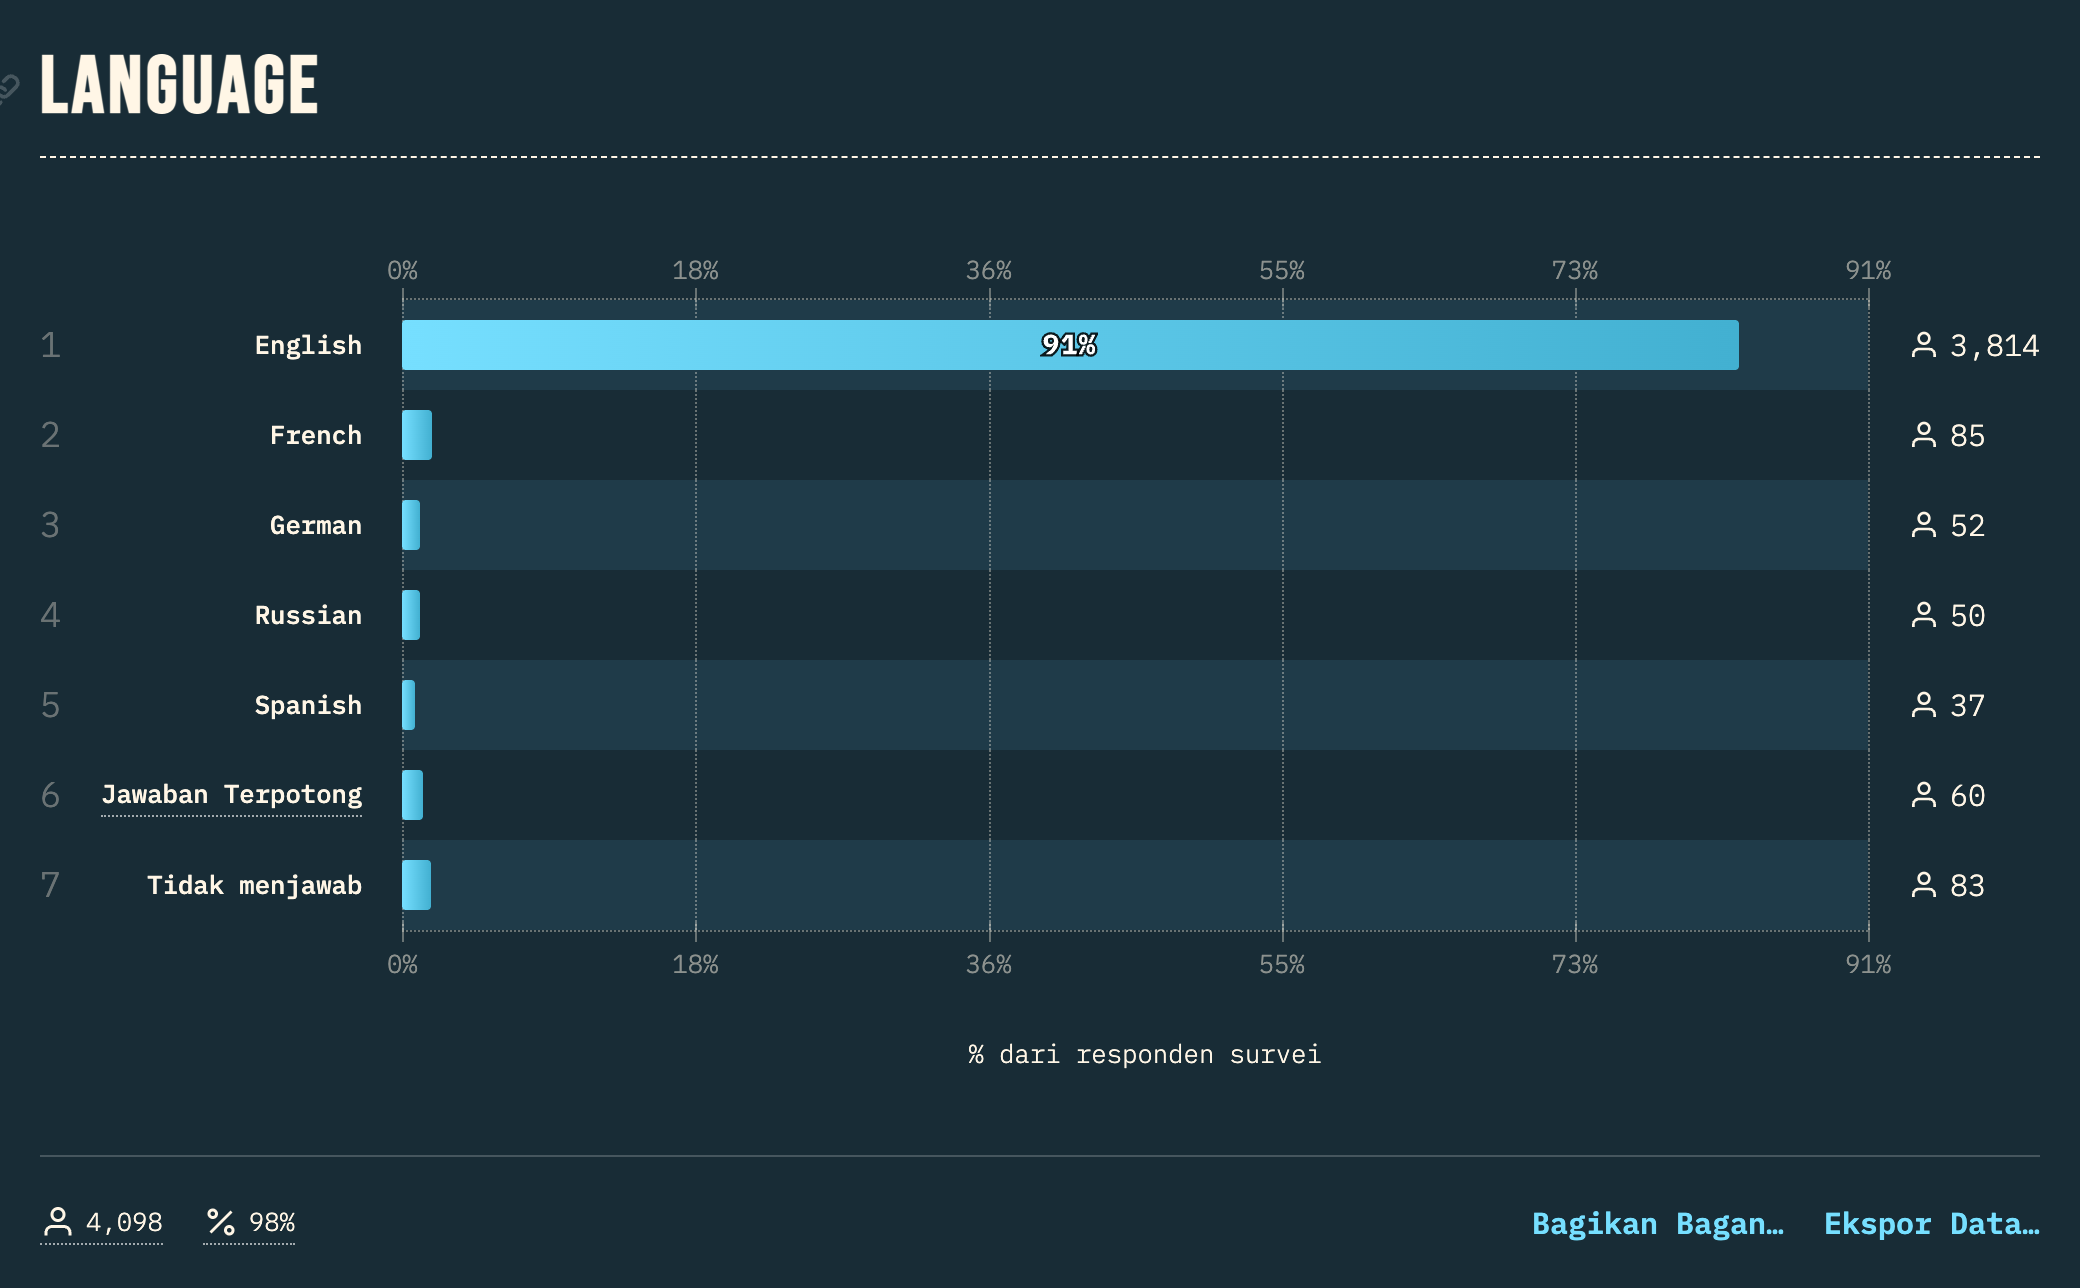 LANGUAGE
0% 18% 36% 55% 73% 91%
1 English 91% 3,814
2 French 85
3 German 52
4 Russian 50
5 Spanish 37
6 Jawaban Terpotong 60
7 Tidak menjawab 83
0% 18% 36% 55% 73% 91%
% dari responden survei
4,098 98% Bagikan Bagan… Ekspor Data…